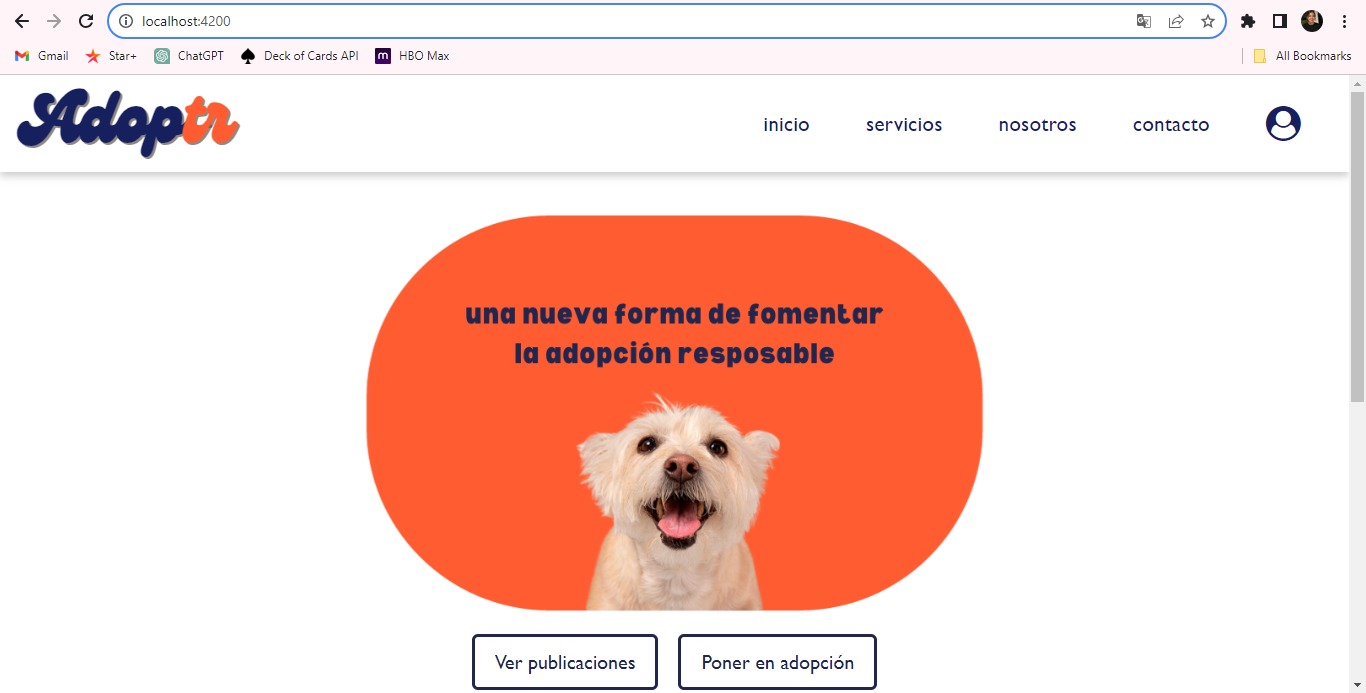 localhost:4200
Gmail Star+ ChatGPT Deck of Cards API m HBO Max All Bookmarks
Adoptr inicio servicios nosotros contacto
una nueva forma de fomentar
la adopción resposable
Ver publicaciones Poner en adopción